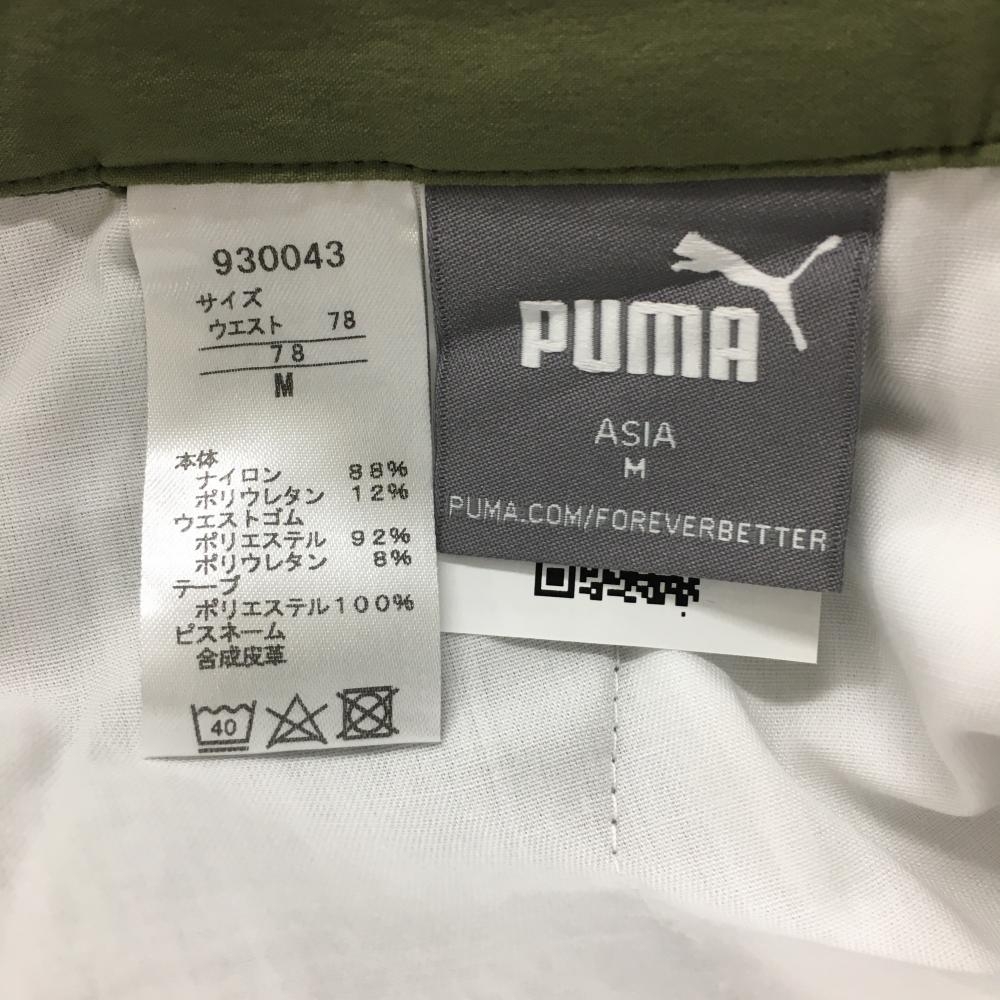 930043
サイズ
ウエスト 78
78
M
本体
ナイロン 88%
ポリウレタン 12%
ウエストゴム
ポリエステル 92%
ポリウレタン 8%
テープ
ポリエステル100%
ピスネーム
合成皮革
40
PUMA
ASIA
M
PUMA.COM/FOREVERBETTER